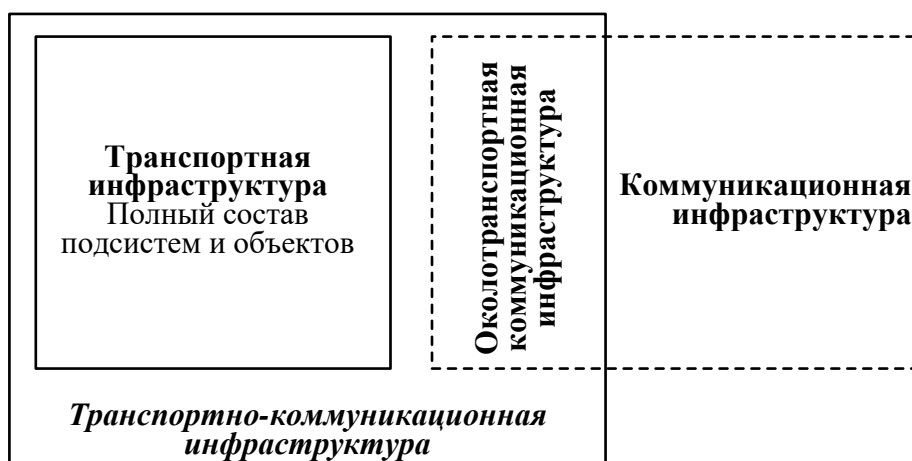 Транспортная
инфраструктура
Полный состав
подсистем и объектов
Околотранспортная
коммуникационная
инфраструктура
Коммуникационная
инфраструктура
Транспортно-коммуникационная
инфраструктура